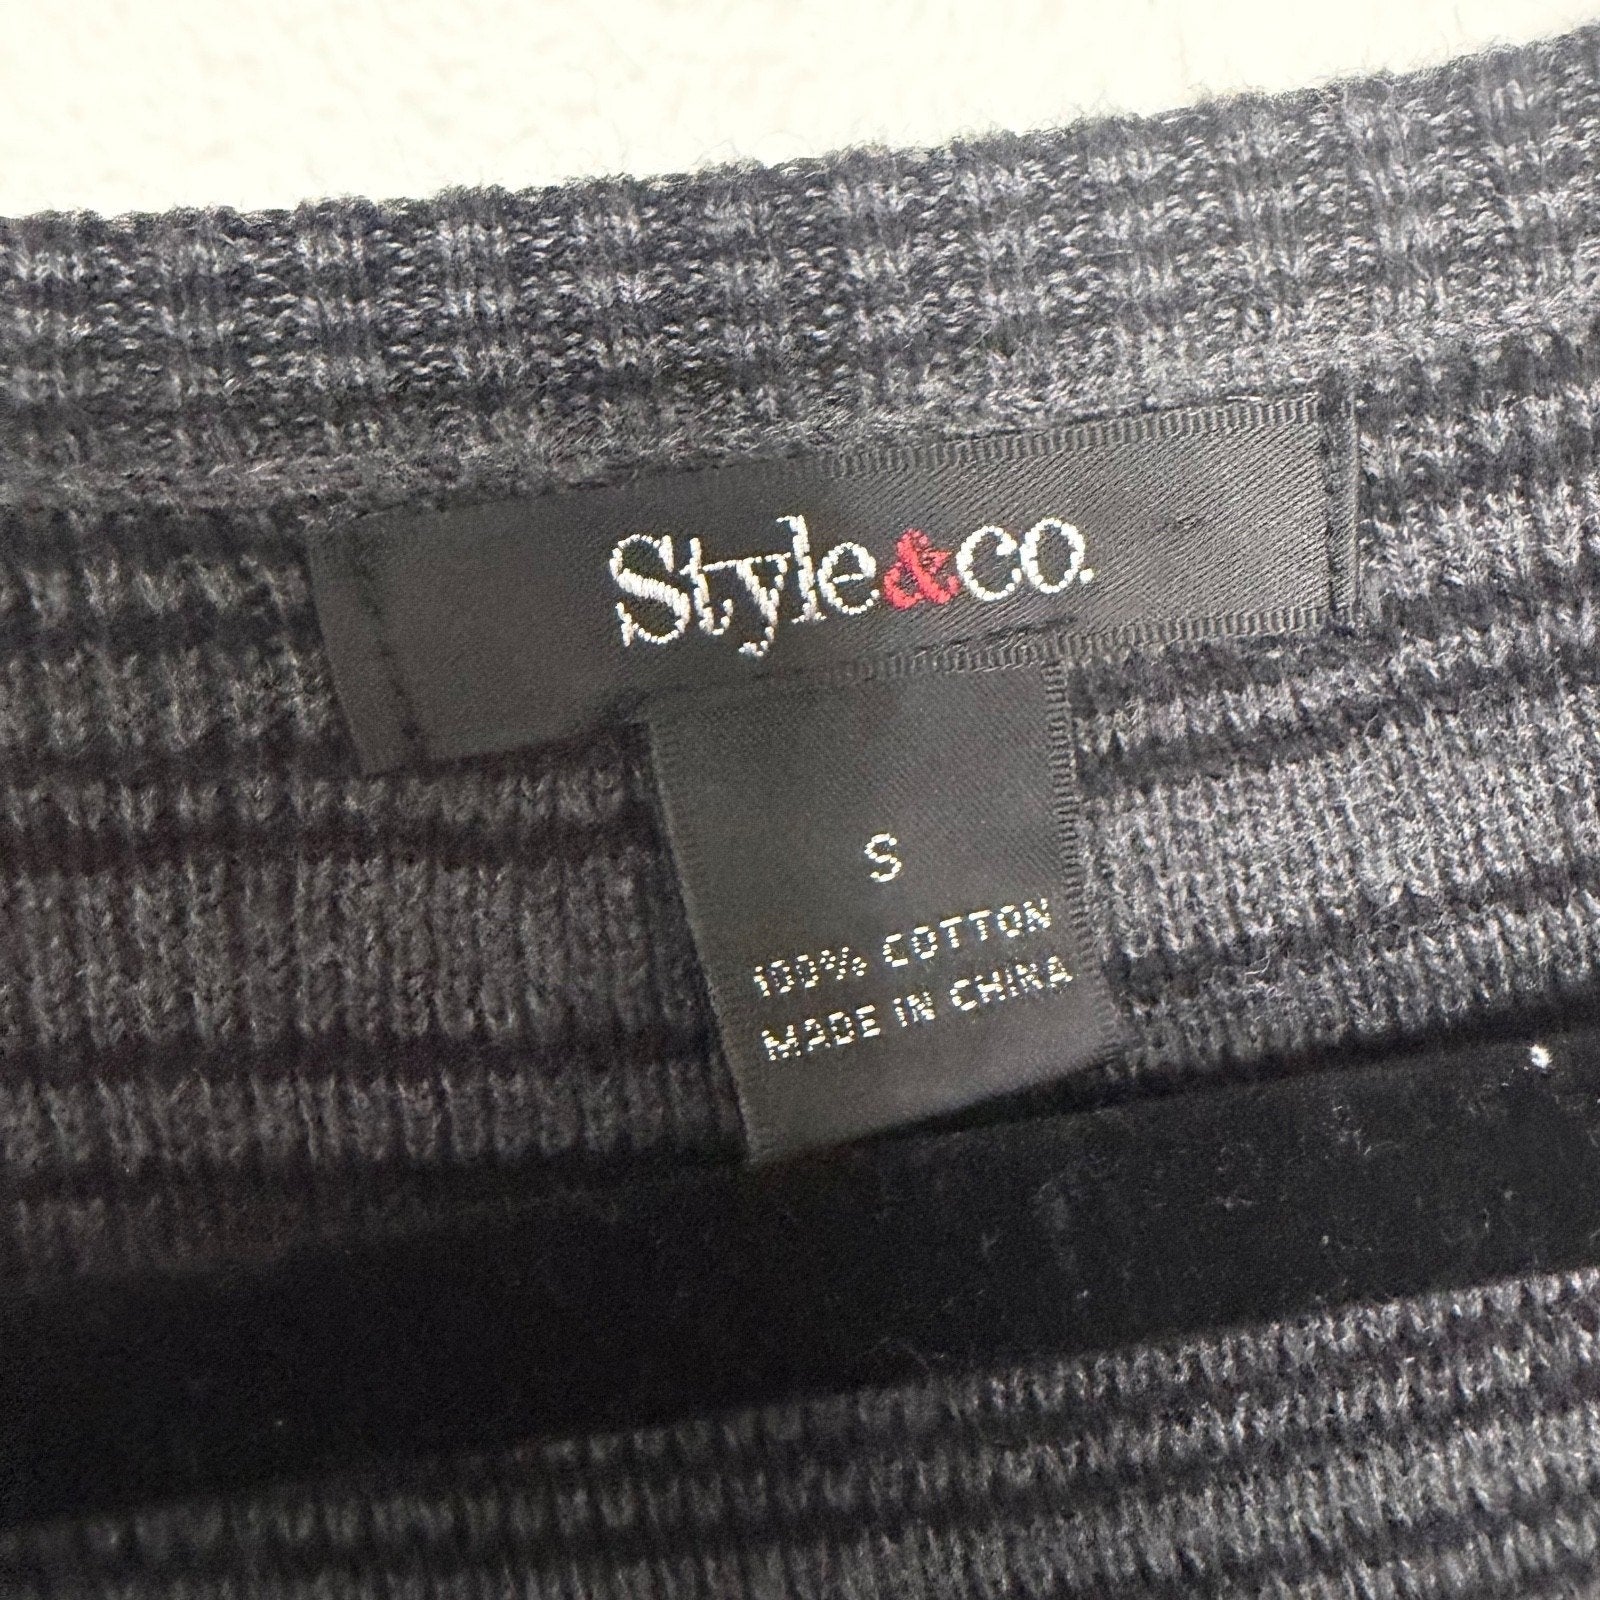 Style&co.
S
100% COTTON
MADE IN CHINA